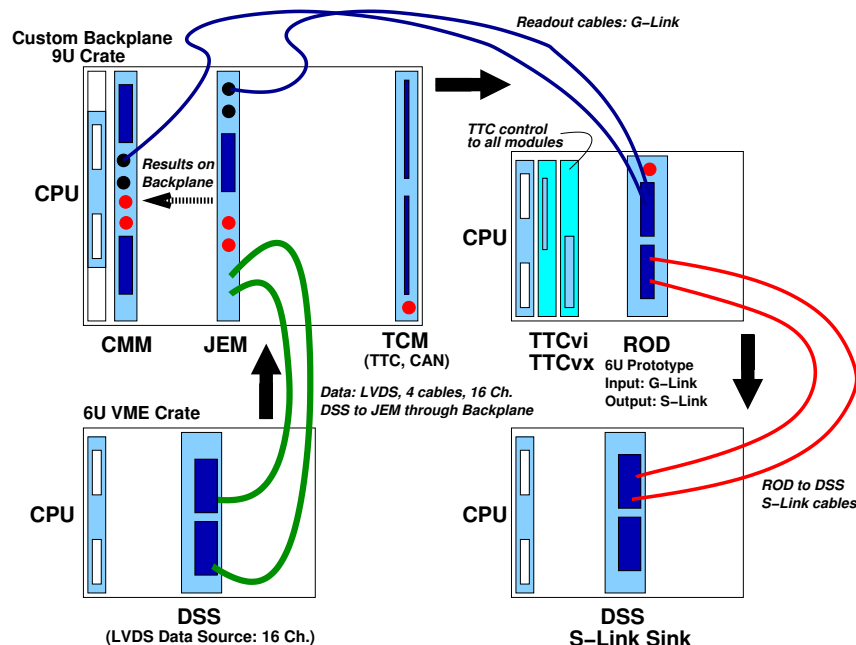 Readout cables: G−Link
Custom Backplane
9U Crate
TTC control
to all modules
Results on
Backplane
CPU
CPU
CMM
JEM
TCM
(TTC, CAN)
TTCvi
TTCvx
ROD
6U Prototype
Input: G−Link
Output: S−Link
Data: LVDS, 4 cables, 16 Ch.
DSS to JEM through Backplane
6U VME Crate
CPU
CPU
ROD to DSS
S−Link cables
DSS
(LVDS Data Source: 16 Ch.)
DSS
S−Link Sink